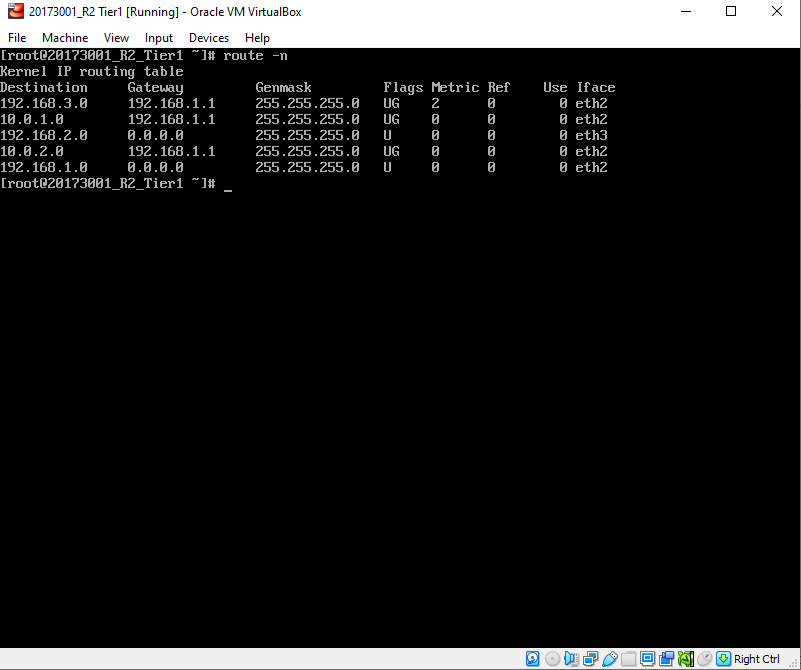 20173001_R2 Tier1 [Running] - Oracle VM VirtualBox
File Machine View Input Devices Help
[root@20173001_R2_Tier1 ~]# route -n
Kernel IP routing table
Destination     Gateway         Genmask         Flags Metric Ref    Use Iface
192.168.3.0     192.168.1.1     255.255.255.0   UG    2      0        0 eth2
10.0.1.0        192.168.1.1     255.255.255.0   UG    0      0        0 eth2
192.168.2.0     0.0.0.0         255.255.255.0   U     0      0        0 eth3
10.0.2.0        192.168.1.1     255.255.255.0   UG    0      0        0 eth2
192.168.1.0     0.0.0.0         255.255.255.0   U     0      0        0 eth2
[root@20173001_R2_Tier1 ~]# _
Right Ctrl